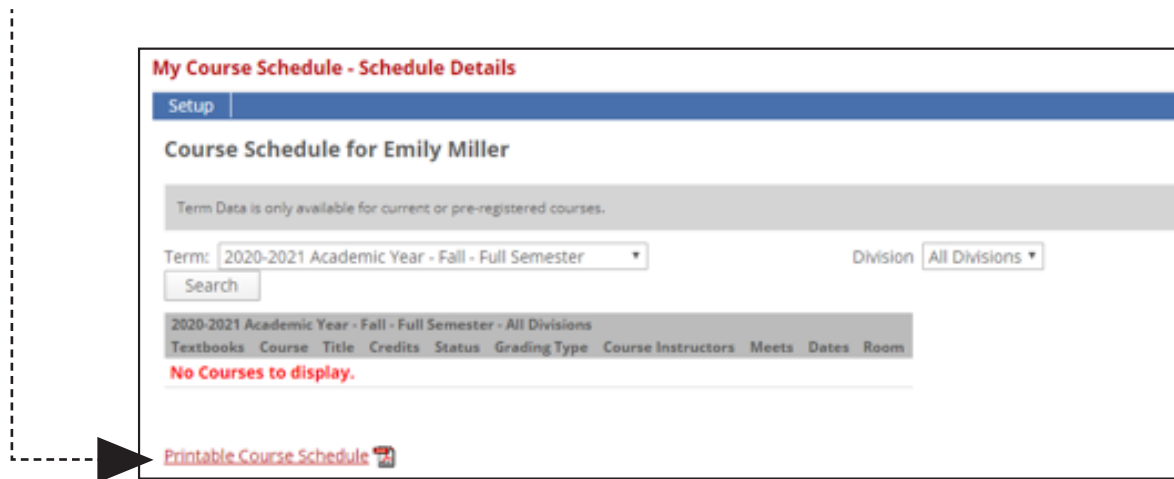 My Course Schedule - Schedule Details
Setup
Course Schedule for Emily Miller
Term Data is only available for current or pre-registered courses.
Term: 2020-2021 Academic Year - Fall - Full Semester Division All Divisions
Search
2020-2021 Academic Year - Fall - Full Semester - All Divisions
Textbooks Course Title Credits Status Grading Type Course Instructors Meets Dates Room
No Courses to display.
Printable Course Schedule